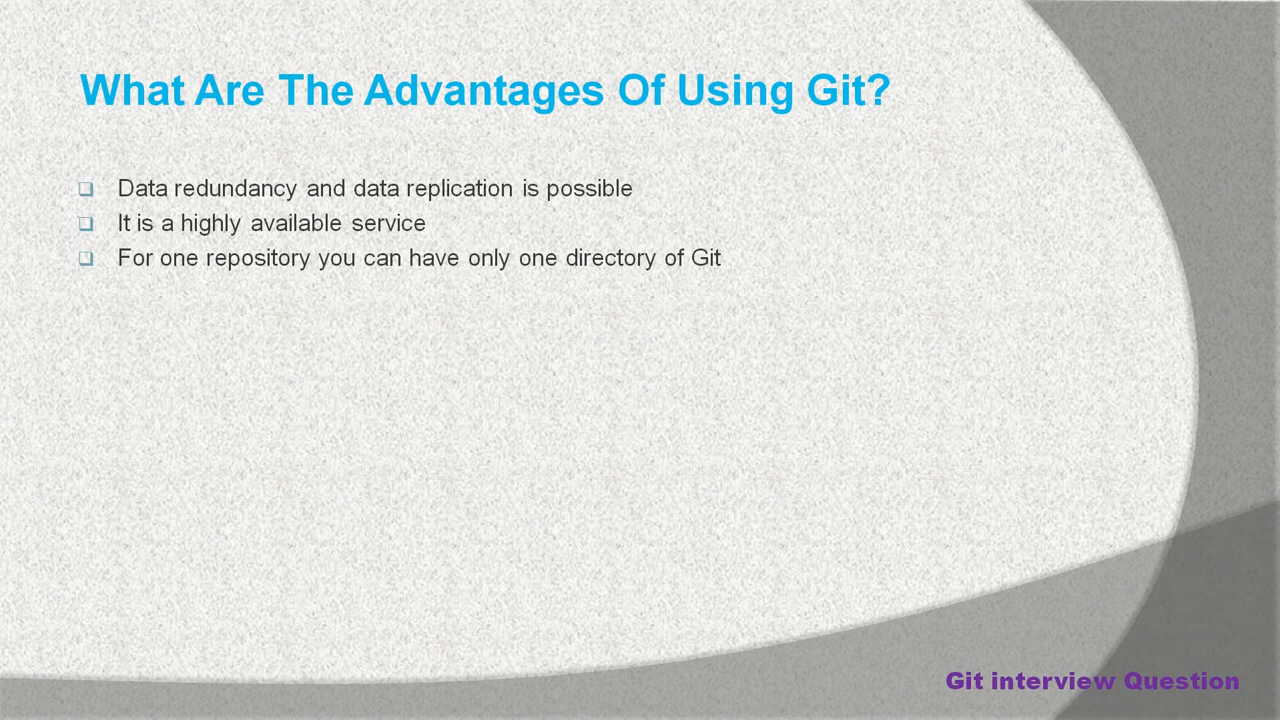 What Are The Advantages Of Using Git?
Data redundancy and data replication is possible
It is a highly available service
For one repository you can have only one directory of Git
Git interview Question